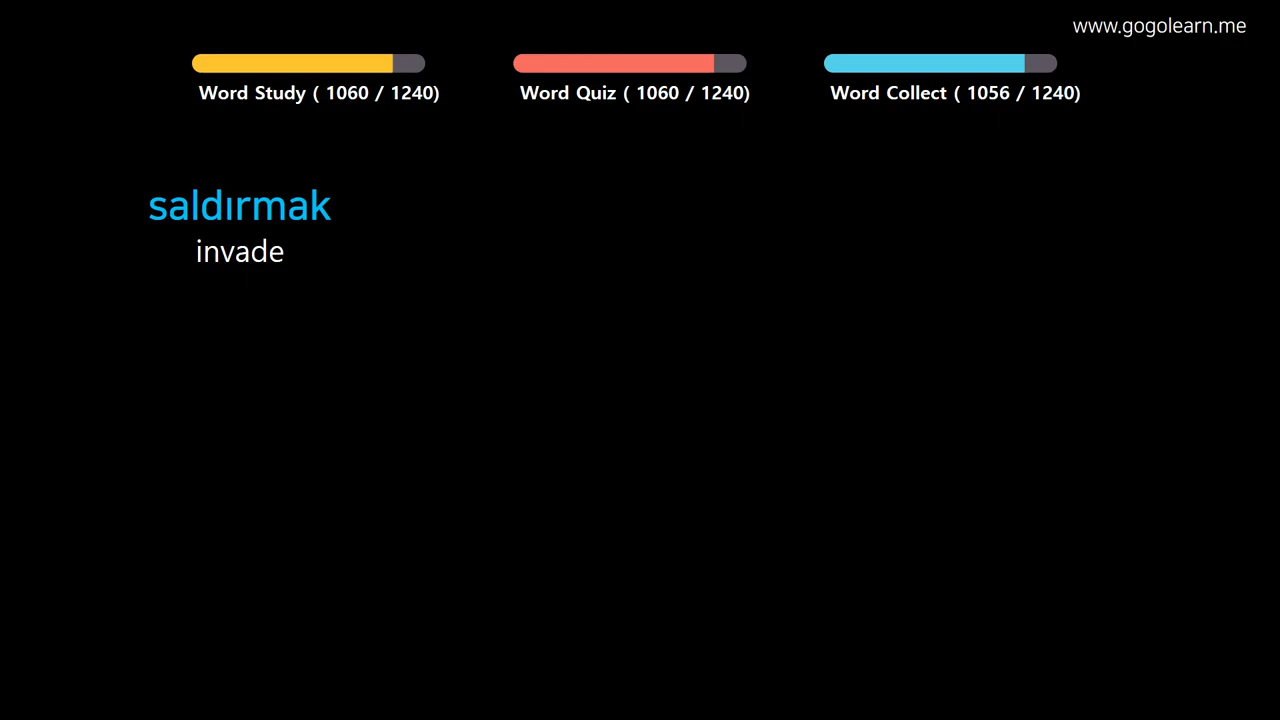 www.gogolearn.me
Word Study ( 1060 / 1240)
Word Quiz ( 1060 / 1240)
Word Collect ( 1056 / 1240)
saldırmak
invade